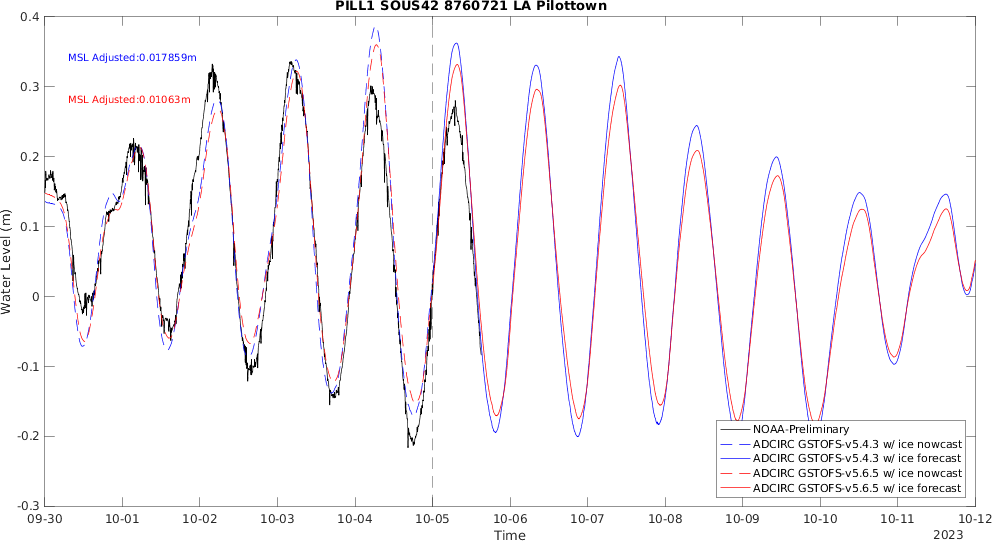 PILL1 SOUS42 8760721 LA Pilottown
MSL Adjusted:0.017859m
MSL Adjusted:0.01063m
Water Level (m)
0.4
0.3
0.2
0.1
0
-0.1
-0.2
-0.3
NOAA-Preliminary
ADCIRC GSTOFS-v5.4.3 w/ ice nowcast
ADCIRC GSTOFS-v5.4.3 w/ ice forecast
ADCIRC GSTOFS-v5.6.5 w/ ice nowcast
ADCIRC GSTOFS-v5.6.5 w/ ice forecast
09-30 10-01 10-02 10-03 10-04 10-05 10-06 10-07 10-08 10-09 10-10 10-11 10-12
Time
2023